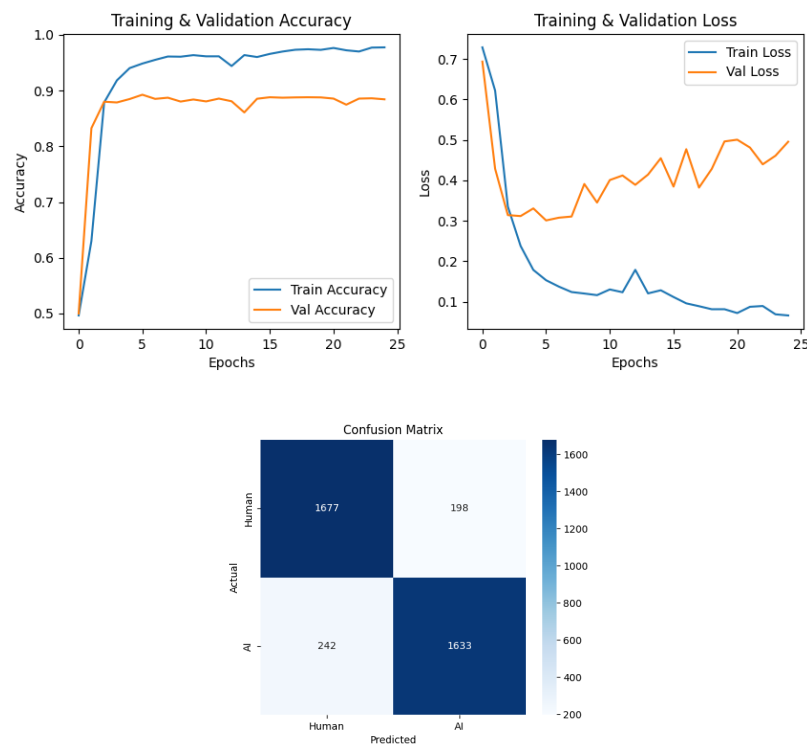 Training & Validation Accuracy
1.0
0.9
0.8
0.7
0.6
0.5
Accuracy
Train Accuracy
Val Accuracy
0
5
10
15
20
25
Epochs
Training & Validation Loss
Train Loss
Val Loss
0.7
0.6
0.5
0.4
0.3
0.2
0.1
Loss
0
5
10
15
20
25
Epochs
Confusion Matrix
Human
1677
198
Actual
AI
242
1633
Human
AI
Predicted
1600
1400
1200
1000
800
600
400
200